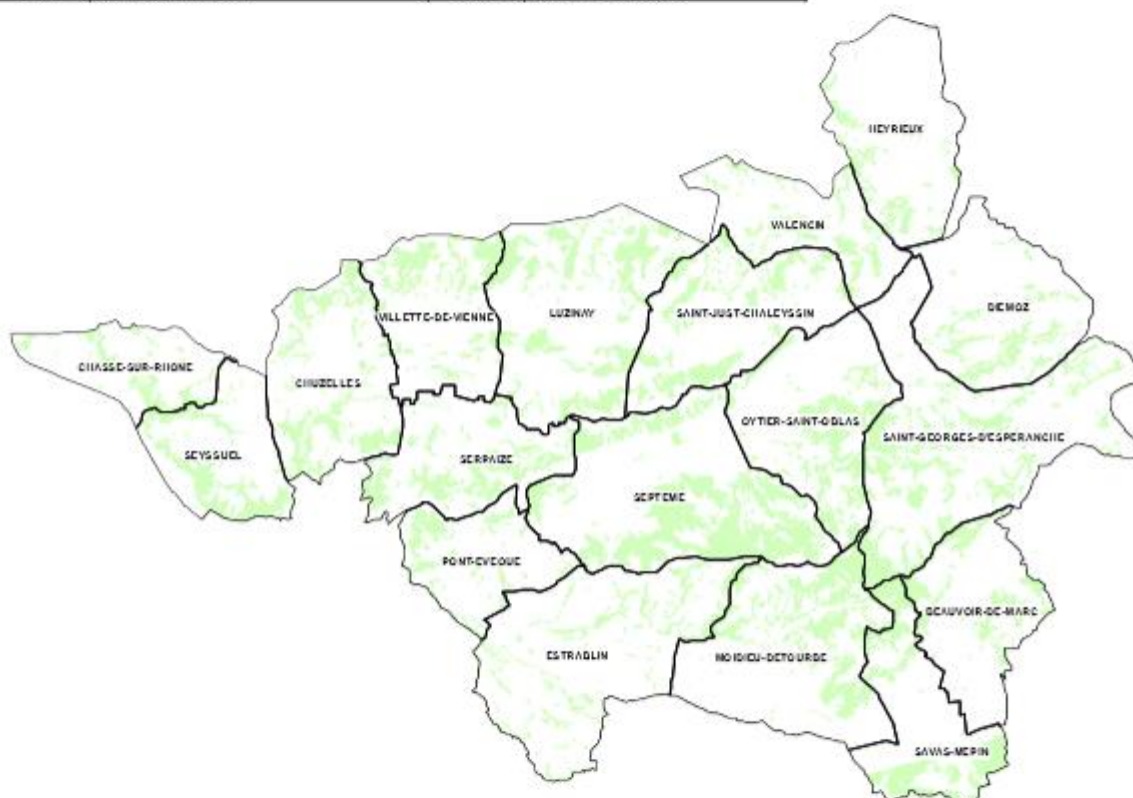 HEYRIEUX
VALENCIN
DIEMOZ
VILLETTE-DE-VIENNE
LUZINAY
SAINT-JUST-CHALEYSSIN
CHASSE-SUR-RHONE
CHUZELLES
OYTIER-SAINT-OBLAS
SAINT-GEORGES-D'ESPERANCHE
SEYSSUEL
SERPAIZE
SEPTEME
PONT-EVEQUE
BEAUVOIR-DE-MARC
ESTRABLIN
MOIDIEU-DETOURBE
SAVAS-MEPIN